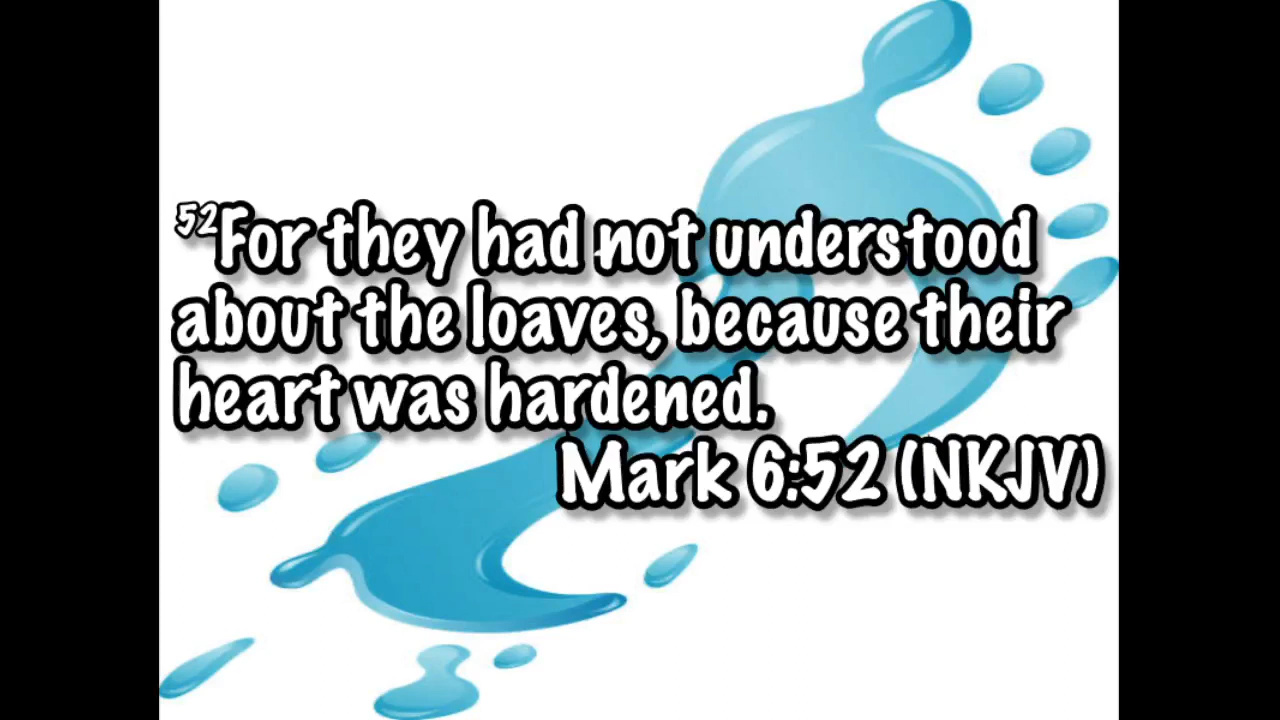 52For they had not understood
about the loaves, because their
heart was hardened.
Mark 6:52 (NKJV)